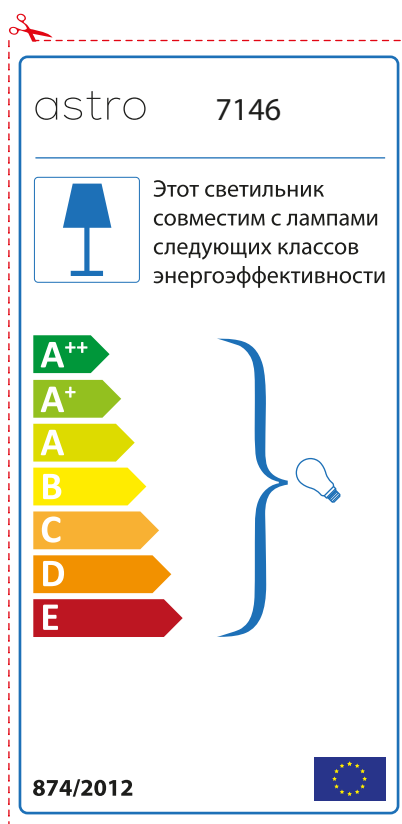 astro 7146
Этот светильник
совместим с лампами
следующих классов
энергоэффективности
A++
A+
A
B
C
D
E
874/2012